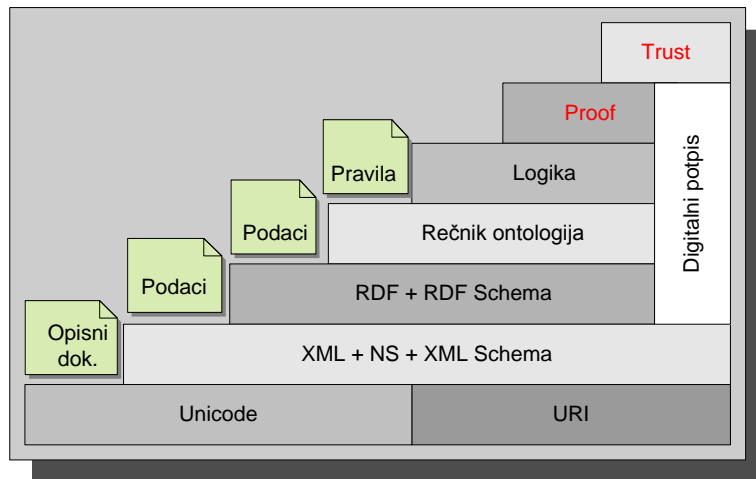 Trust
Proof
Digitalni potpis
Pravila
Logika
Podaci
Rečnik ontologija
Podaci
RDF + RDF Schema
Opisni
dok.
XML + NS + XML Schema
Unicode
URI